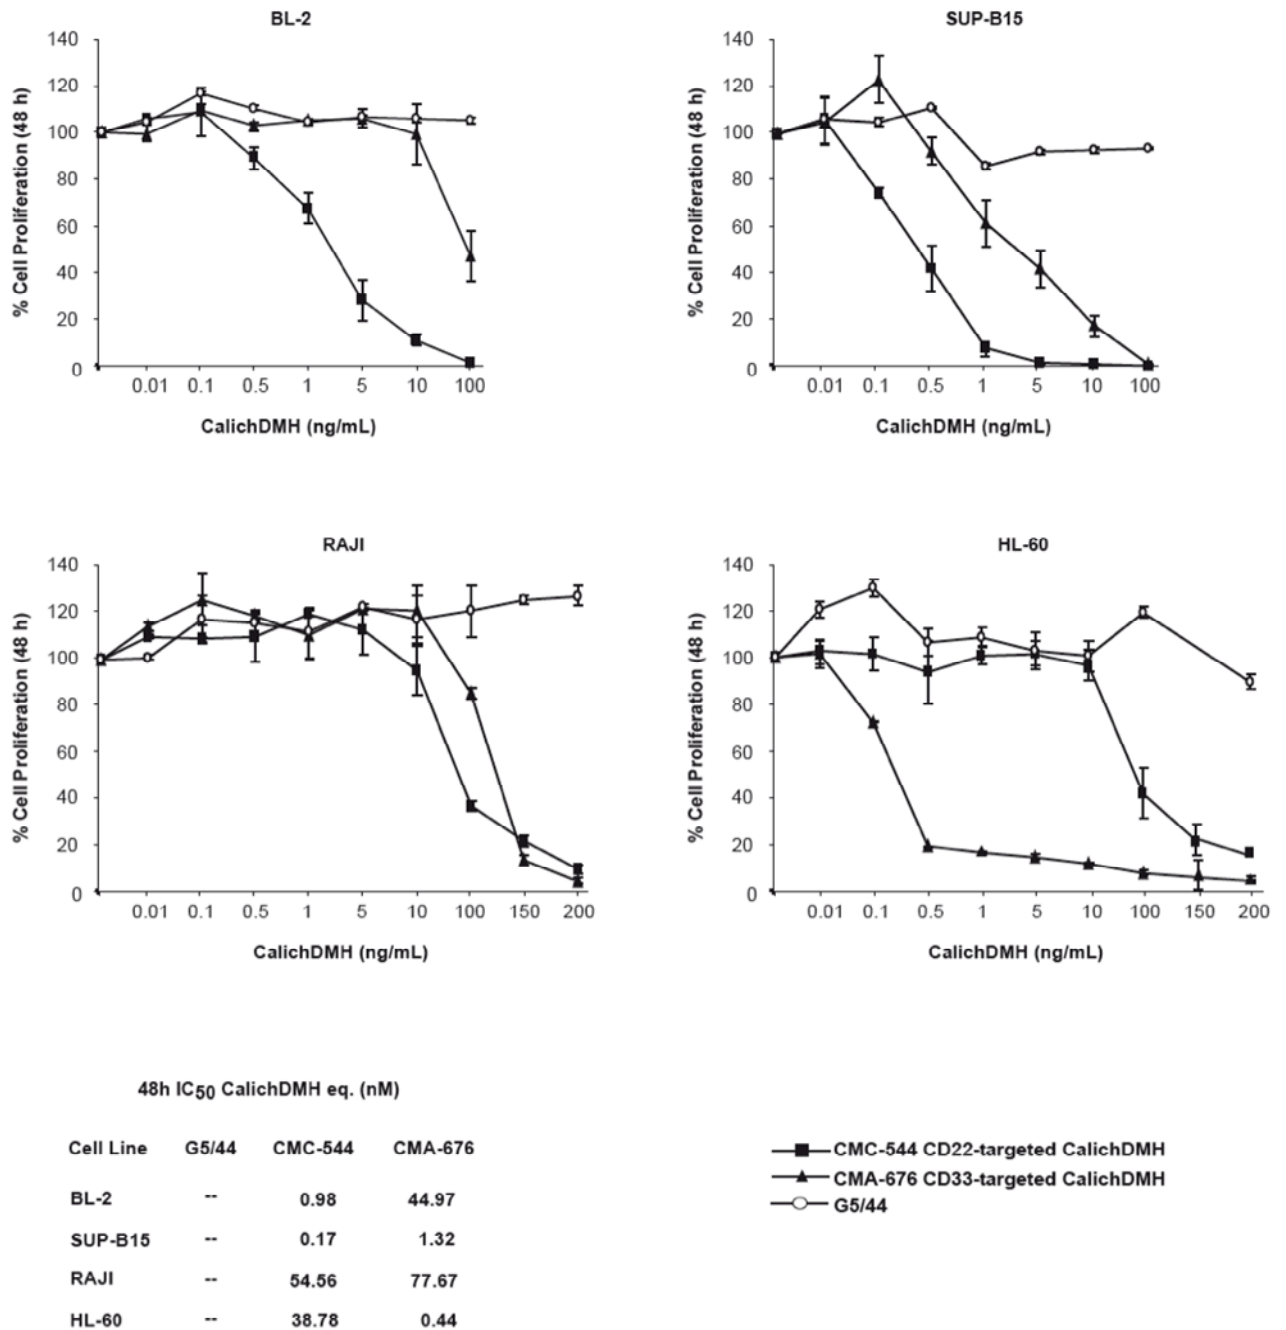 BL-2
140
120
100
80
60
40
20
0
% Cell Proliferation (48 h)
0.01 0.1 0.5 1 5 10 100
CalichDMH (ng/mL)
SUP-B15
140
120
100
80
60
40
20
0
% Cell Proliferation (48 h)
0.01 0.1 0.5 1 5 10 100
CalichDMH (ng/mL)
RAJI
140
120
100
80
60
40
20
0
% Cell Proliferation (48 h)
0.01 0.1 0.5 1 5 10 100 150 200
CalichDMH (ng/mL)
HL-60
140
120
100
80
60
40
20
0
% Cell Proliferation (48 h)
0.01 0.1 0.5 1 5 10 100 150 200
CalichDMH (ng/mL)
48h IC50 CalichDMH eq. (nM)
Cell Line G5/44 CMC-544 CMA-676
BL-2 -- 0.98 44.97
SUP-B15 -- 0.17 1.32
RAJI -- 54.56 77.67
HL-60 -- 38.78 0.44
CMC-544 CD22-targeted CalichDMH
CMA-676 CD33-targeted CalichDMH
G5/44